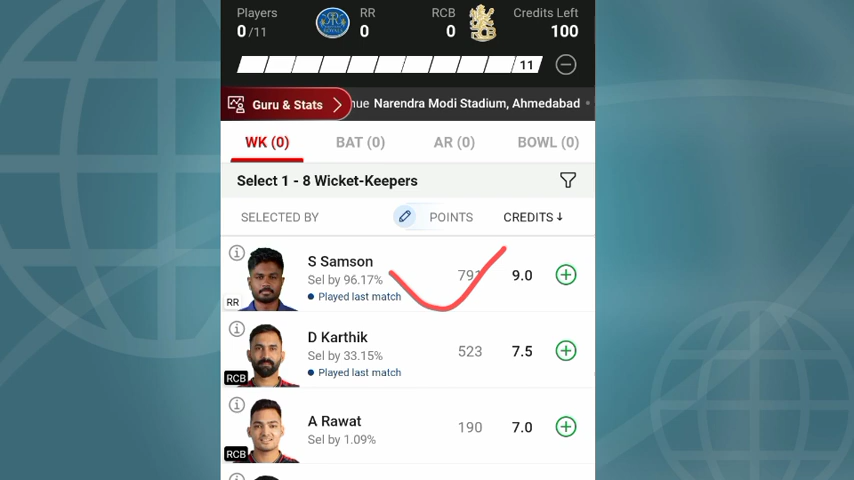 Players RR RCB Credits Left
0/11 0 0 100
11
Guru & Stats nue Narendra Modi Stadium, Ahmedabad
WK (0) BAT (0) AR (0) BOWL (0)
Select 1 - 8 Wicket-Keepers
SELECTED BY POINTS CREDITS↓
S Samson
Sel by 96.17% 791 9.0
Played last match
RR
D Karthik
Sel by 33.15% 523 7.5
Played last match
RCB
A Rawat
Sel by 1.09% 190 7.0
RCB